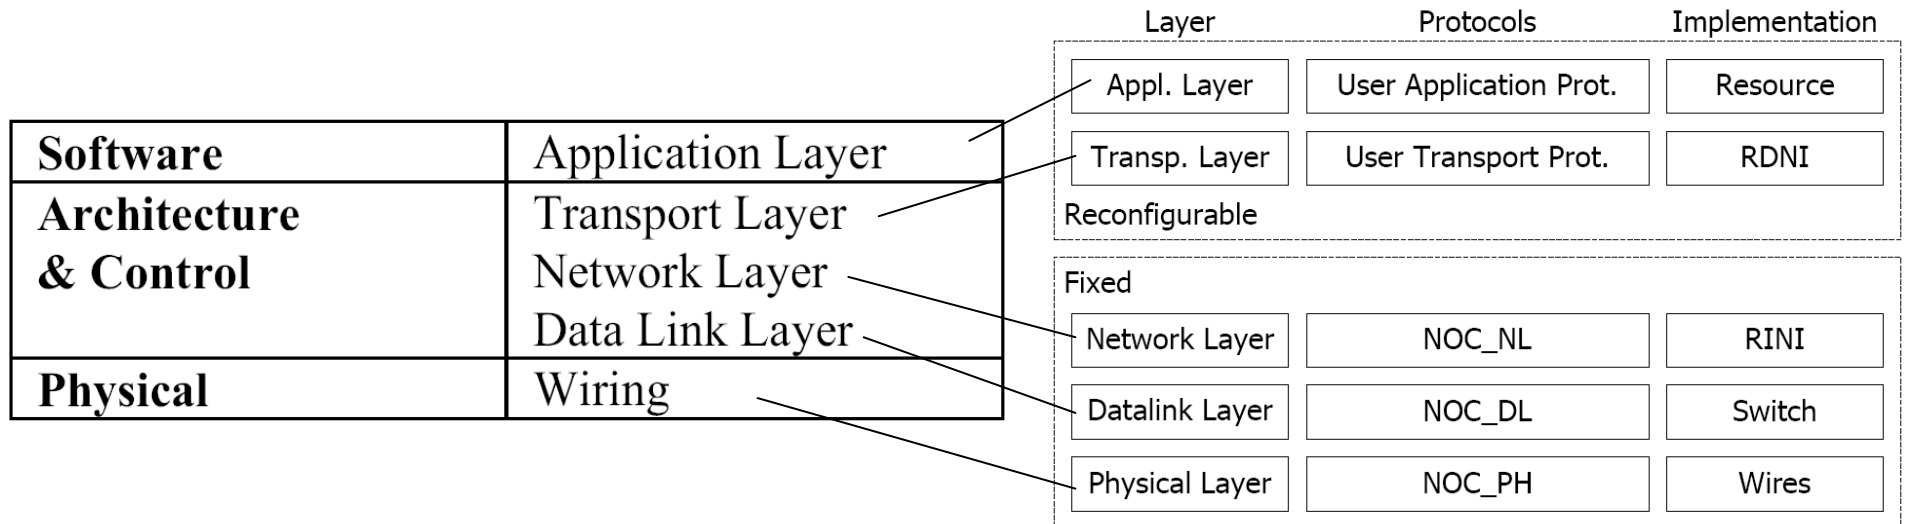 Software
Application Layer
Architecture
& Control
Transport Layer
Network Layer
Data Link Layer
Physical
Wiring
Layer Protocols Implementation
Appl. Layer User Application Prot. Resource
Transp. Layer User Transport Prot. RDNI
Reconfigurable
Fixed
Network Layer NOC_NL RINI
Datalink Layer NOC_DL Switch
Physical Layer NOC_PH Wires